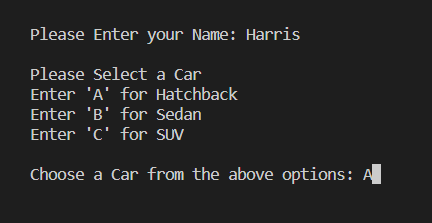 Please Enter your Name: Harris
Please Select a Car
Enter 'A' for Hatchback
Enter 'B' for Sedan
Enter 'C' for SUV
Choose a Car from the above options: A